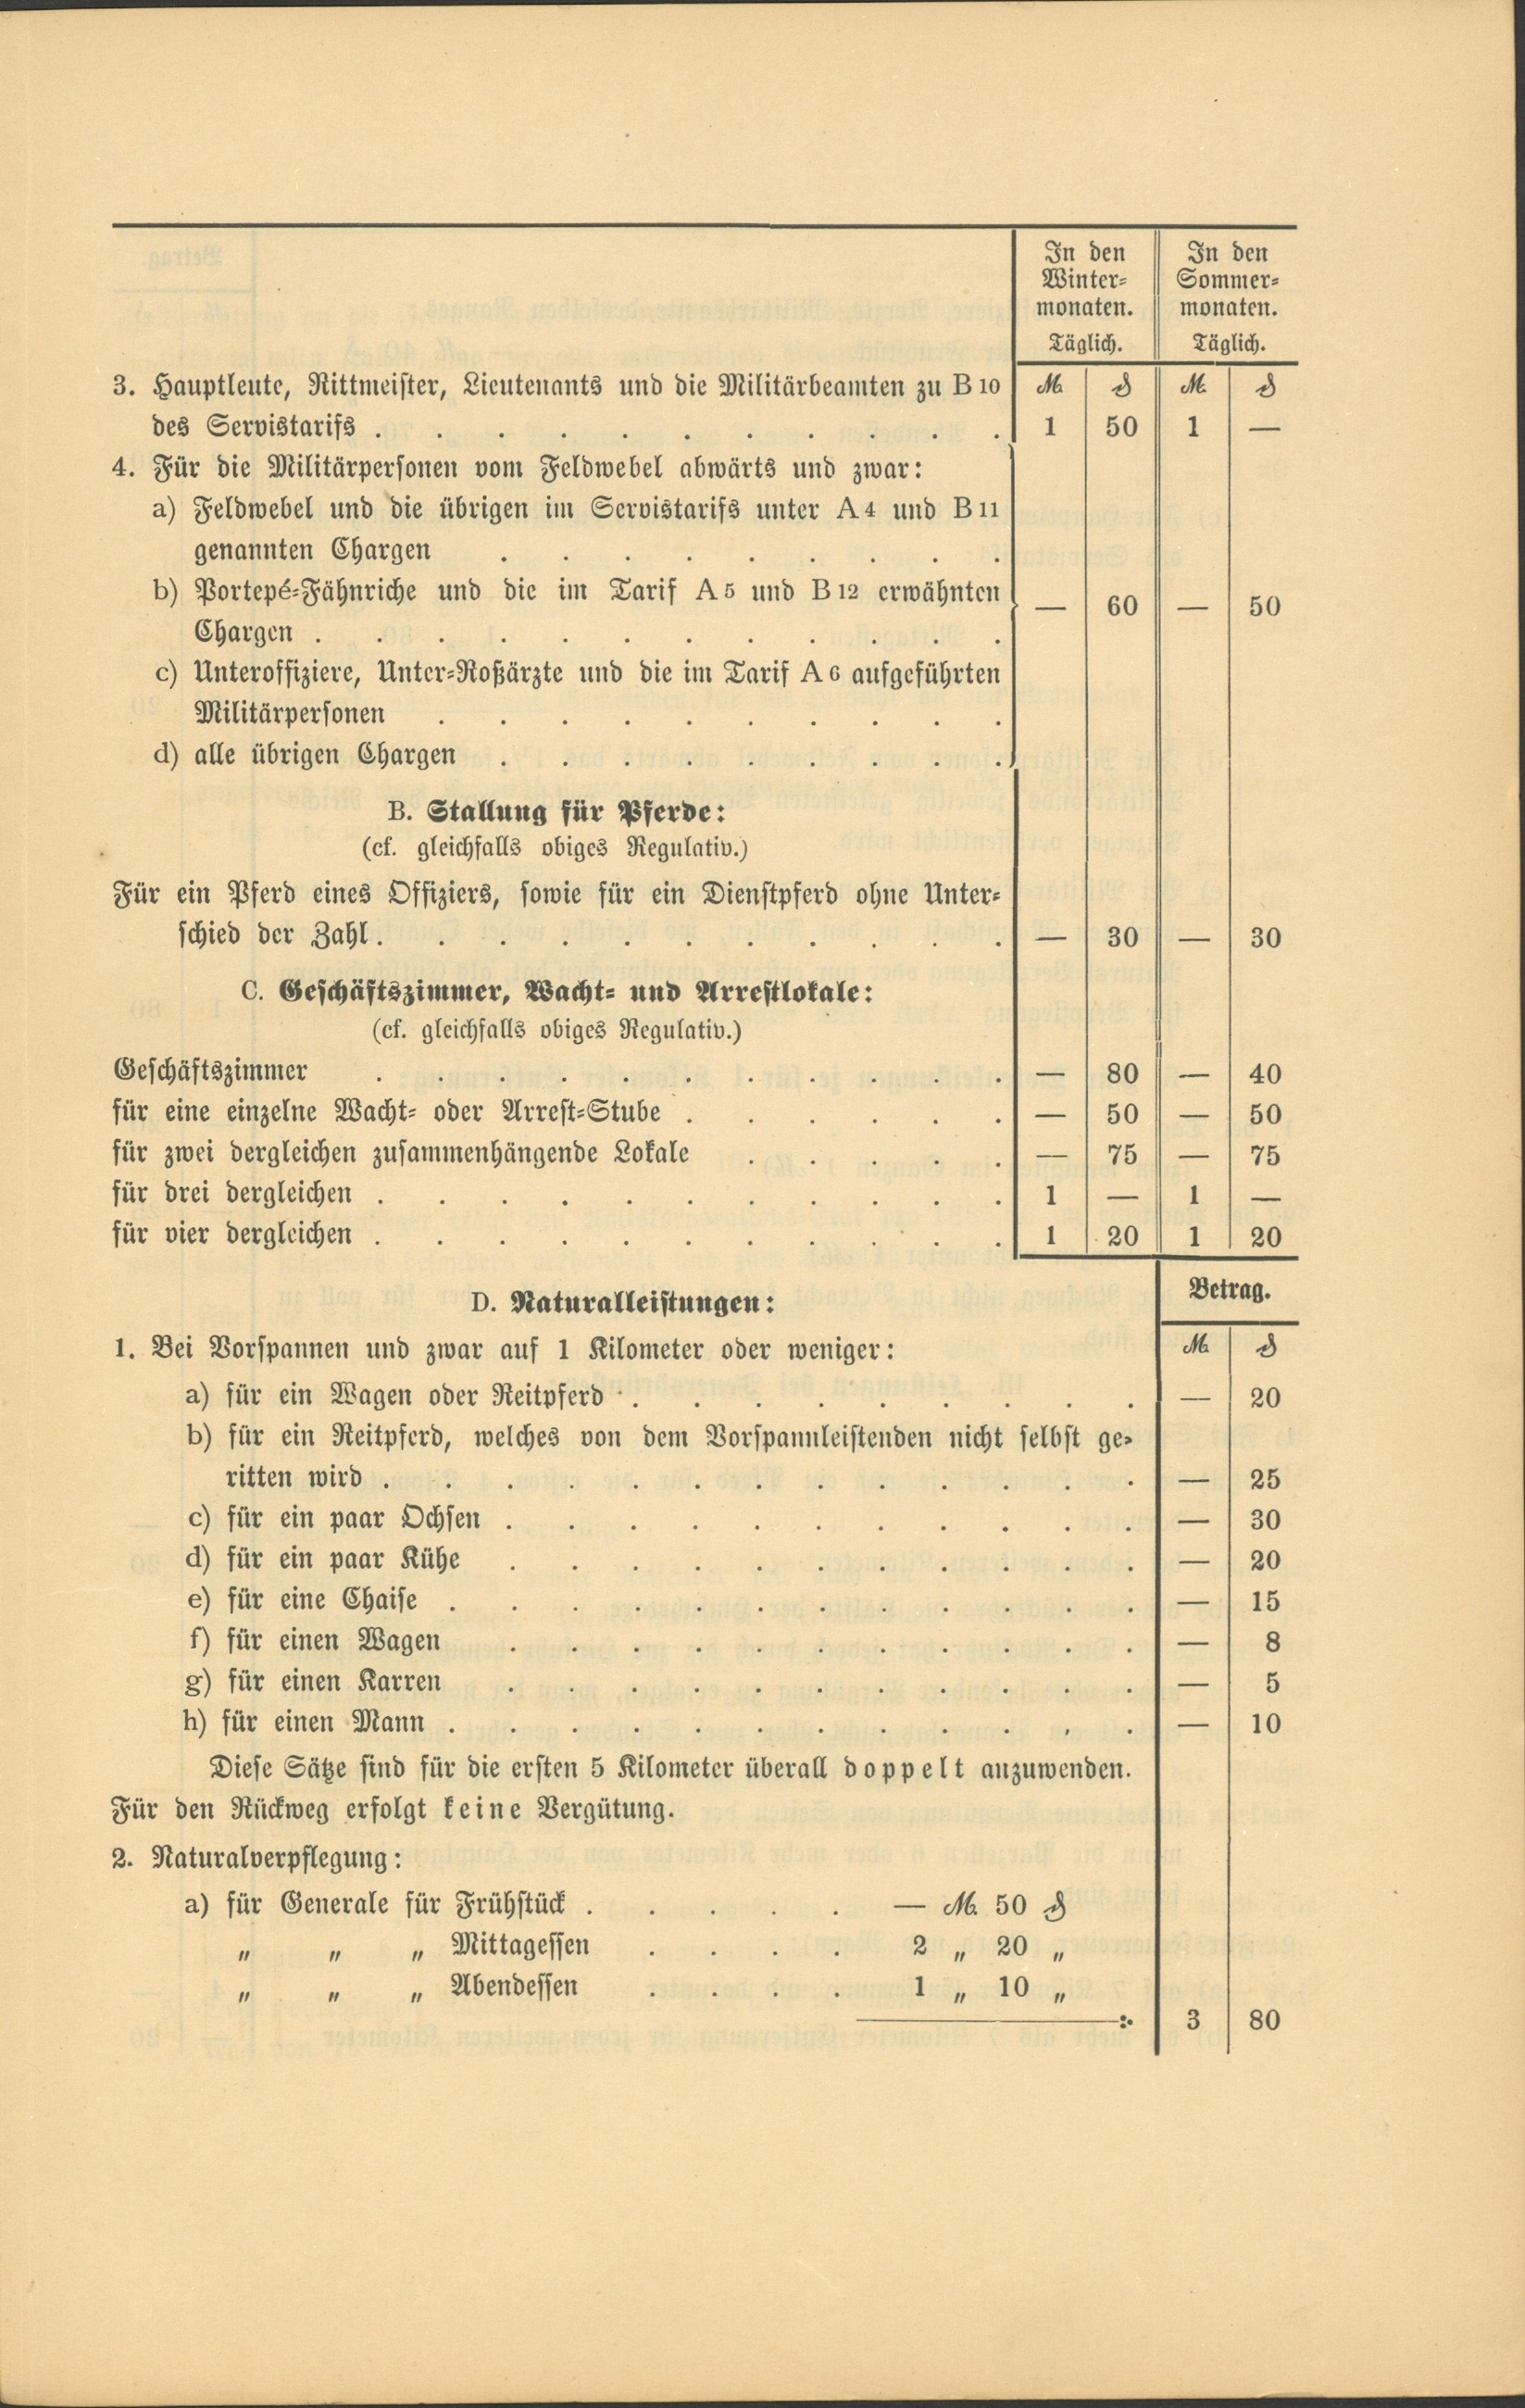 In den In den
Winter- Sommer-
monaten. monaten.
Täglich. Täglich.
3. Hauptleute, Rittmeister, Lieutenants und die Militärbeamten zu B 10 ℳ ₰ ℳ ₰
des Servistarifs . . . . . . . . . . . 1 50 1 —
4. Für die Militärpersonen vom Feldwebel abwärts und zwar:
a) Feldwebel und die übrigen im Servistarifs unter A 4 und B 11
genannten Chargen . . . . . . . . .
b) Portepé-Fähnriche und die im Tarif A 5 und B 12 erwähnten — 60 — 50
Chargen . . . . . . . . . . . .
c) Unteroffiziere, Unter-Roßärzte und die im Tarif A 6 aufgeführten
Militärpersonen . . . . . . . . . .
d) alle übrigen Chargen . . . . . . . . .
B. Stallung für Pferde:
(cf. gleichfalls obiges Regulativ.)
Für ein Pferd eines Offiziers, sowie für ein Dienstpferd ohne Unter-
schied der Zahl . . . . . . . . . . . — 30 — 30
C. Geschäftszimmer, Wacht- und Arrestlokale:
(cf. gleichfalls obiges Regulativ.)
Geschäftszimmer . . . . . . . . . . . — 80 — 40
für eine einzelne Wacht- oder Arrest-Stube . . . . . . — 50 — 50
für zwei dergleichen zusammenhängende Lokale . . . . . — 75 — 75
für drei dergleichen . . . . . . . . . . . 1 — 1 —
für vier dergleichen . . . . . . . . . . . 1 20 1 20
D. Naturalleistungen: Betrag.
1. Bei Vorspannen und zwar auf 1 Kilometer oder weniger: ℳ ₰
a) für ein Wagen oder Reitpferd . . . . . . . . . — 20
b) für ein Reitpferd, welches von dem Vorspannleistenden nicht selbst ge-
ritten wird . . . . . . . . . . . . . — 25
c) für ein paar Ochsen . . . . . . . . . . . — 30
d) für ein paar Kühe . . . . . . . . . . . — 20
e) für eine Chaise . . . . . . . . . . . . — 15
f) für einen Wagen . . . . . . . . . . . — 8
g) für einen Karren . . . . . . . . . . . — 5
h) für einen Mann . . . . . . . . . . . . — 10
Diese Sätze sind für die ersten 5 Kilometer überall doppelt anzuwenden.
Für den Rückweg erfolgt keine Vergütung.
2. Naturalverpflegung:
a) für Generale für Frühstück . . . . . — ℳ 50 ₰
„ „ „ Mittagessen . . . . 2 „ 20 „
„ „ „ Abendessen . . . . 1 „ 10 „
3 80